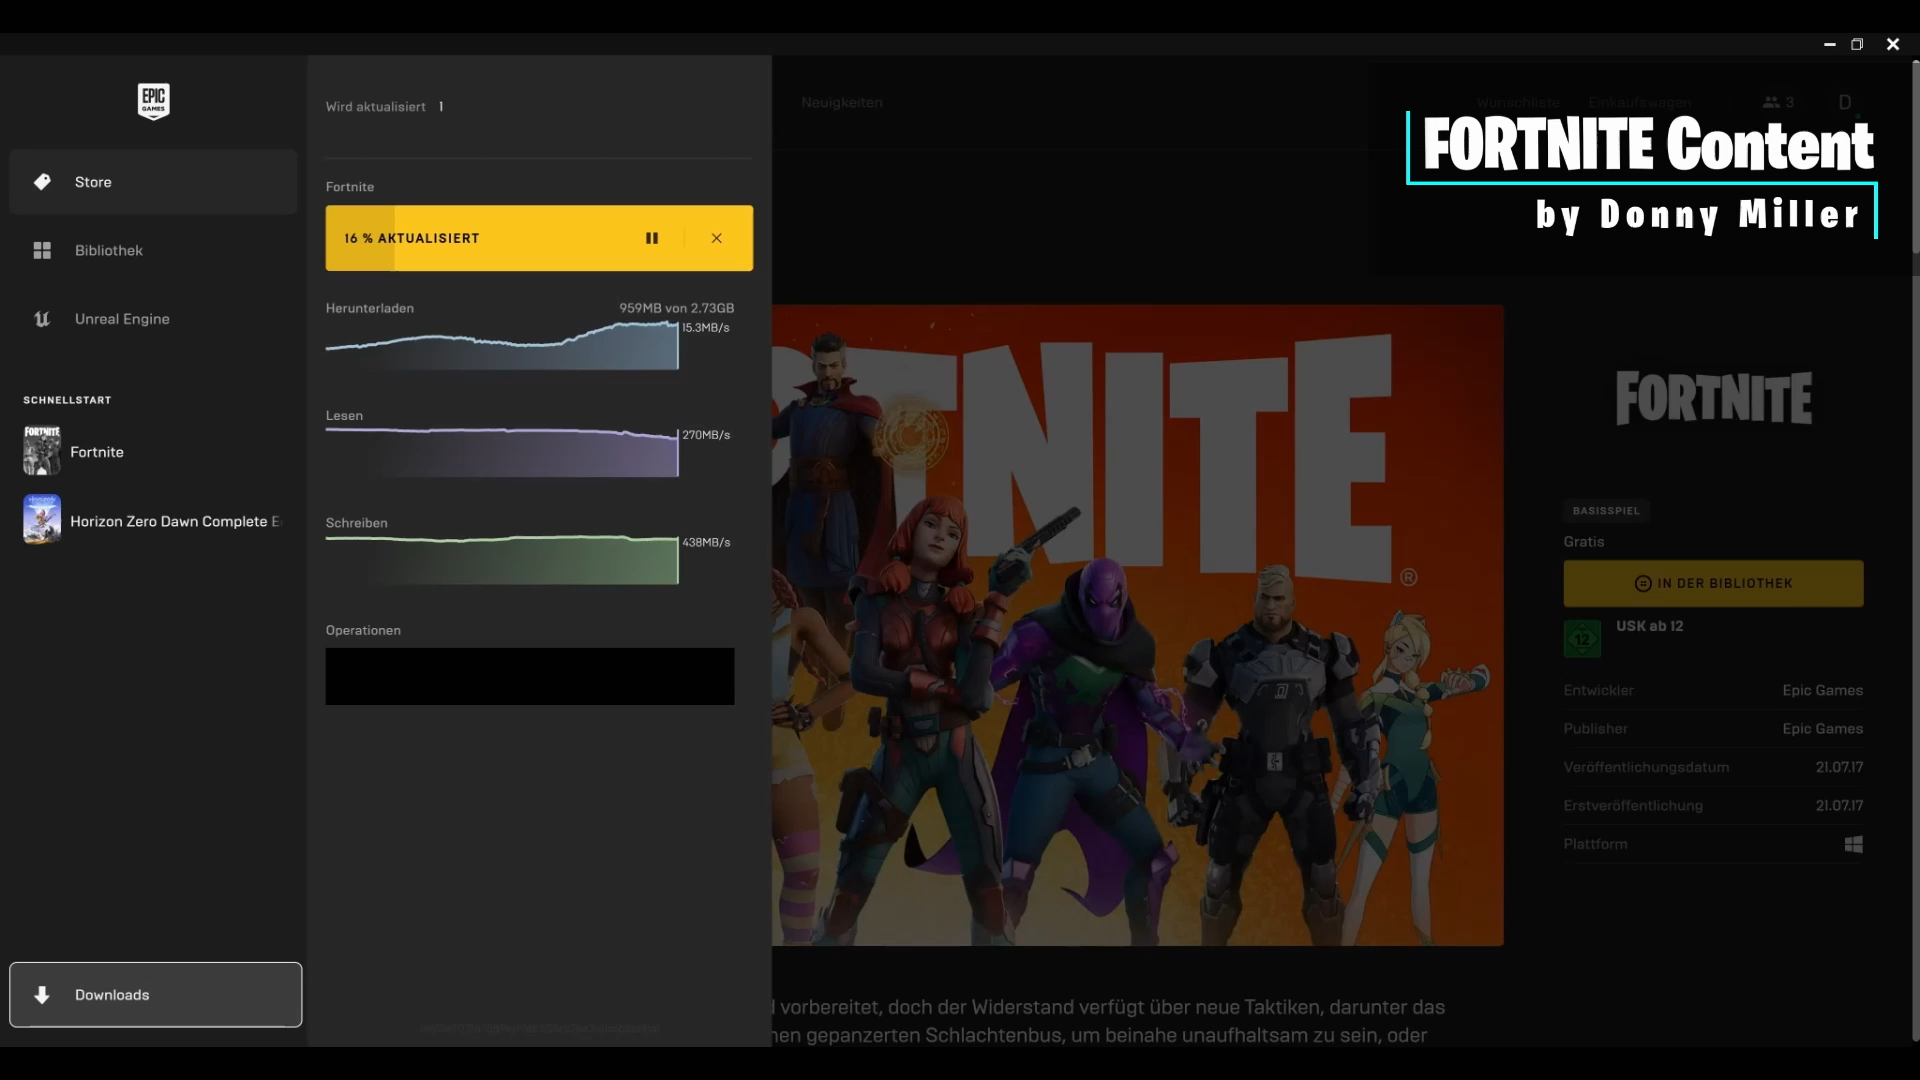 EPIC
GAMES
Store
Bibliothek
Unreal Engine
SCHNELLSTART
FORTNITE
Fortnite
Horizon Zero Dawn Complete E
Downloads
Wird aktualisiert 1
Fortnite
16 % AKTUALISIERT
Herunterladen 959MB von 2.73GB
15.3MB/s
Lesen
270MB/s
Schreiben
438MB/s
Operationen
Neuigkeiten
Wunschliste Einkaufswagen 3 D
FORTNITE Content
by Donny Miller
TNITE
®
FORTNITE
BASISSPIEL
Gratis
IN DER BIBLIOTHEK
12
USK ab 12
Entwickler Epic Games
Publisher Epic Games
Veröffentlichungsdatum 21.07.17
Erstveröffentlichung 21.07.17
Plattform
vorbereitet, doch der Widerstand verfügt über neue Taktiken, darunter das
nen gepanzerten Schlachtenbus, um beinahe unaufhaltsam zu sein, oder